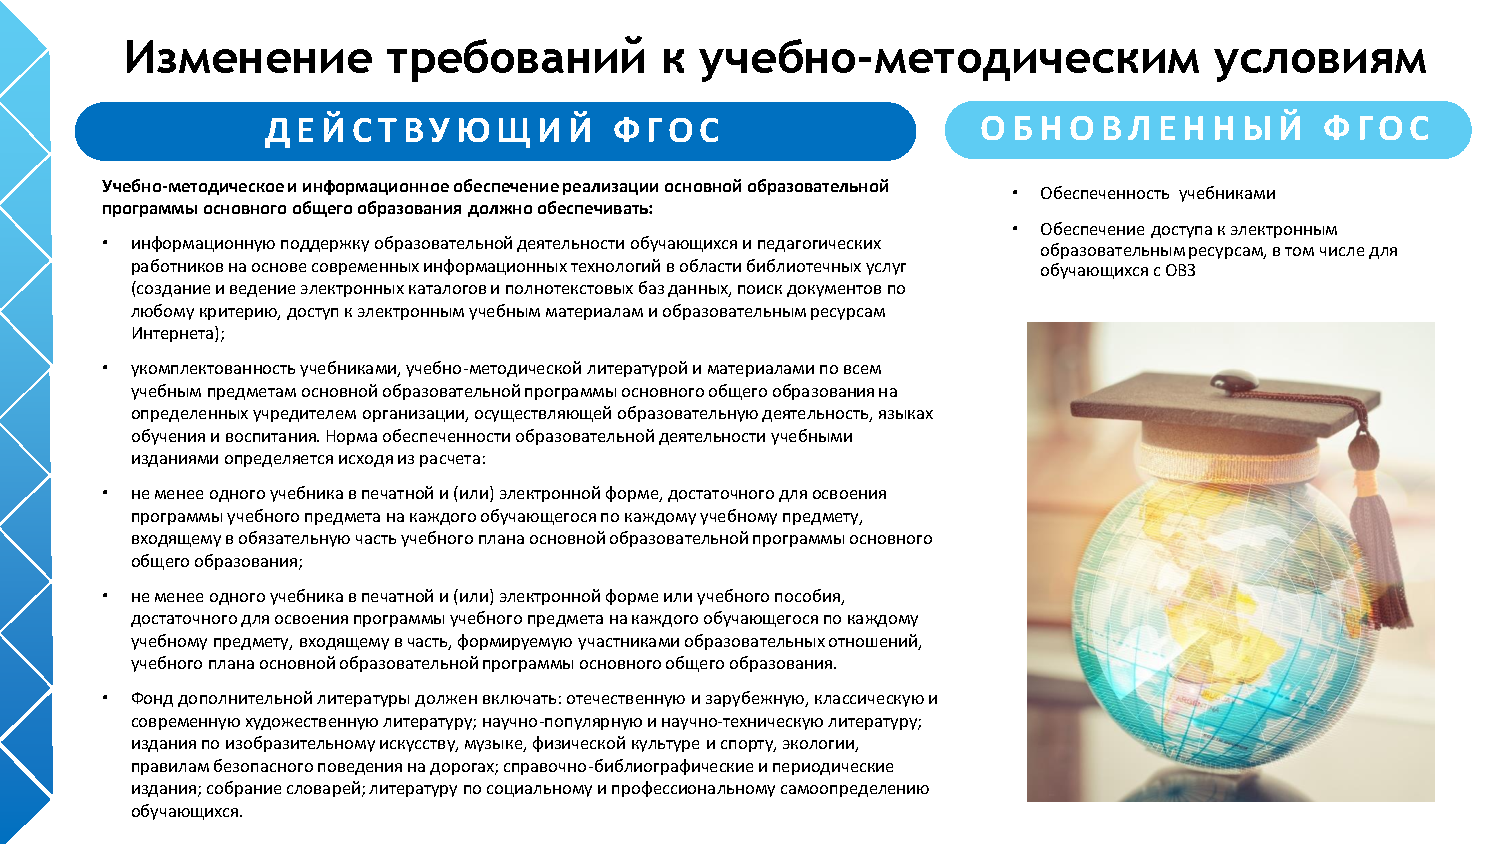 Изменение требований к учебно-методическим условиям
ДЕЙСТВУЮЩИЙ ФГОС
Учебно-методическое и информационное обеспечение реализации основной образовательной
программы основного общего образования должно обеспечивать:
• информационную поддержку образовательной деятельности обучающихся и педагогических
работников на основе современных информационных технологий в области библиотечных услуг
(создание и ведение электронных каталогов и полнотекстовых баз данных, поиск документов по
любому критерию, доступ к электронным учебным материалам и образовательным ресурсам
Интернета);
• укомплектованность учебниками, учебно-методической литературой и материалами по всем
учебным предметам основной образовательной программы основного общего образования на
определенных учредителем организации, осуществляющей образовательную деятельность, языках
обучения и воспитания. Норма обеспеченности образовательной деятельности учебными
изданиями определяется исходя из расчета:
• не менее одного учебника в печатной и (или) электронной форме, достаточного для освоения
программы учебного предмета на каждого обучающегося по каждому учебному предмету,
входящему в обязательную часть учебного плана основной образовательной программы основного
общего образования;
• не менее одного учебника в печатной и (или) электронной форме или учебного пособия,
достаточного для освоения программы учебного предмета на каждого обучающегося по каждому
учебному предмету, входящему в часть, формируемую участниками образовательных отношений,
учебного плана основной образовательной программы основного общего образования.
• Фонд дополнительной литературы должен включать: отечественную и зарубежную, классическую и
современную художественную литературу; научно-популярную и научно-техническую литературу;
издания по изобразительному искусству, музыке, физической культуре и спорту, экологии,
правилам безопасного поведения на дорогах; справочно-библиографические и периодические
издания; собрание словарей; литературу по социальному и профессиональному самоопределению
обучающихся.
ОБНОВЛЕННЫЙ ФГОС
• Обеспеченность учебниками
• Обеспечение доступа к электронным
образовательным ресурсам, в том числе для
обучающихся с ОВЗ